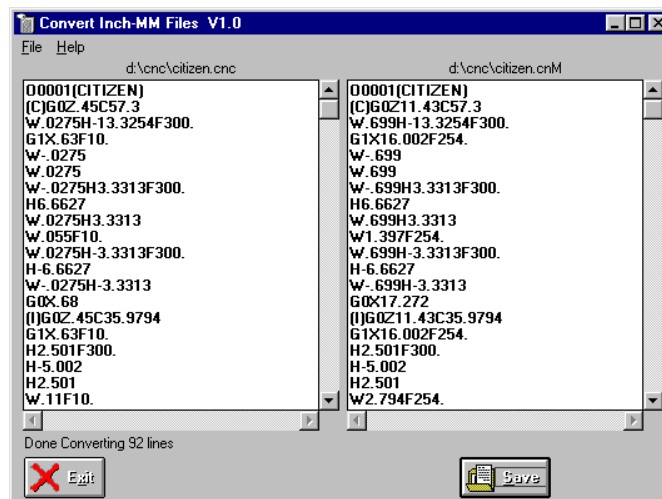 Convert Inch-MM Files V1.0
File Help
d:\cnc\citizen.cnc
O0001(CITIZEN)
(C)G0Z.45C57.3
W.0275H-13.3254F300.
G1X.63F10.
W-.0275
W.0275
W-.0275H3.3313F300.
H6.6627
W.0275H3.3313
W.055F10.
W.0275H-3.3313F300.
H-6.6627
W-.0275H-3.3313
G0X.68
(I)G0Z.45C35.9794
G1X.63F10.
H2.501F300.
H-5.002
H2.501
W.11F10.
d:\cnc\citizen.cnM
O0001(CITIZEN)
(C)G0Z11.43C57.3
W.699H-13.3254F300.
G1X16.002F254.
W-.699
W.699
W-.699H3.3313F300.
H6.6627
W.699H3.3313
W1.397F254.
W.699H-3.3313F300.
H-6.6627
W-.699H-3.3313
G0X17.272
(I)G0Z11.43C35.9794
G1X16.002F254.
H2.501F300.
H-5.002
H2.501
W2.794F254.
Done Converting 92 lines
Exit
Save